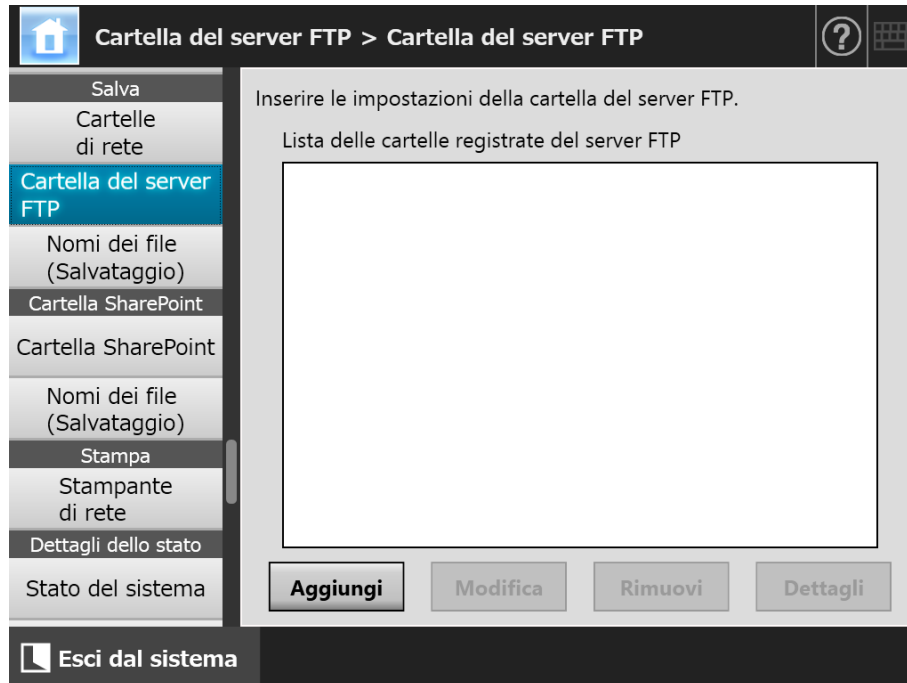 Cartella del server FTP > Cartella del server FTP
?
Salva
Cartelle
di rete
Cartella del server
FTP
Nomi dei file
(Salvataggio)
Cartella SharePoint
Cartella SharePoint
Nomi dei file
(Salvataggio)
Stampa
Stampante
di rete
Dettagli dello stato
Stato del sistema
Inserire le impostazioni della cartella del server FTP.
Lista delle cartelle registrate del server FTP
Aggiungi Modifica Rimuovi Dettagli
Esci dal sistema